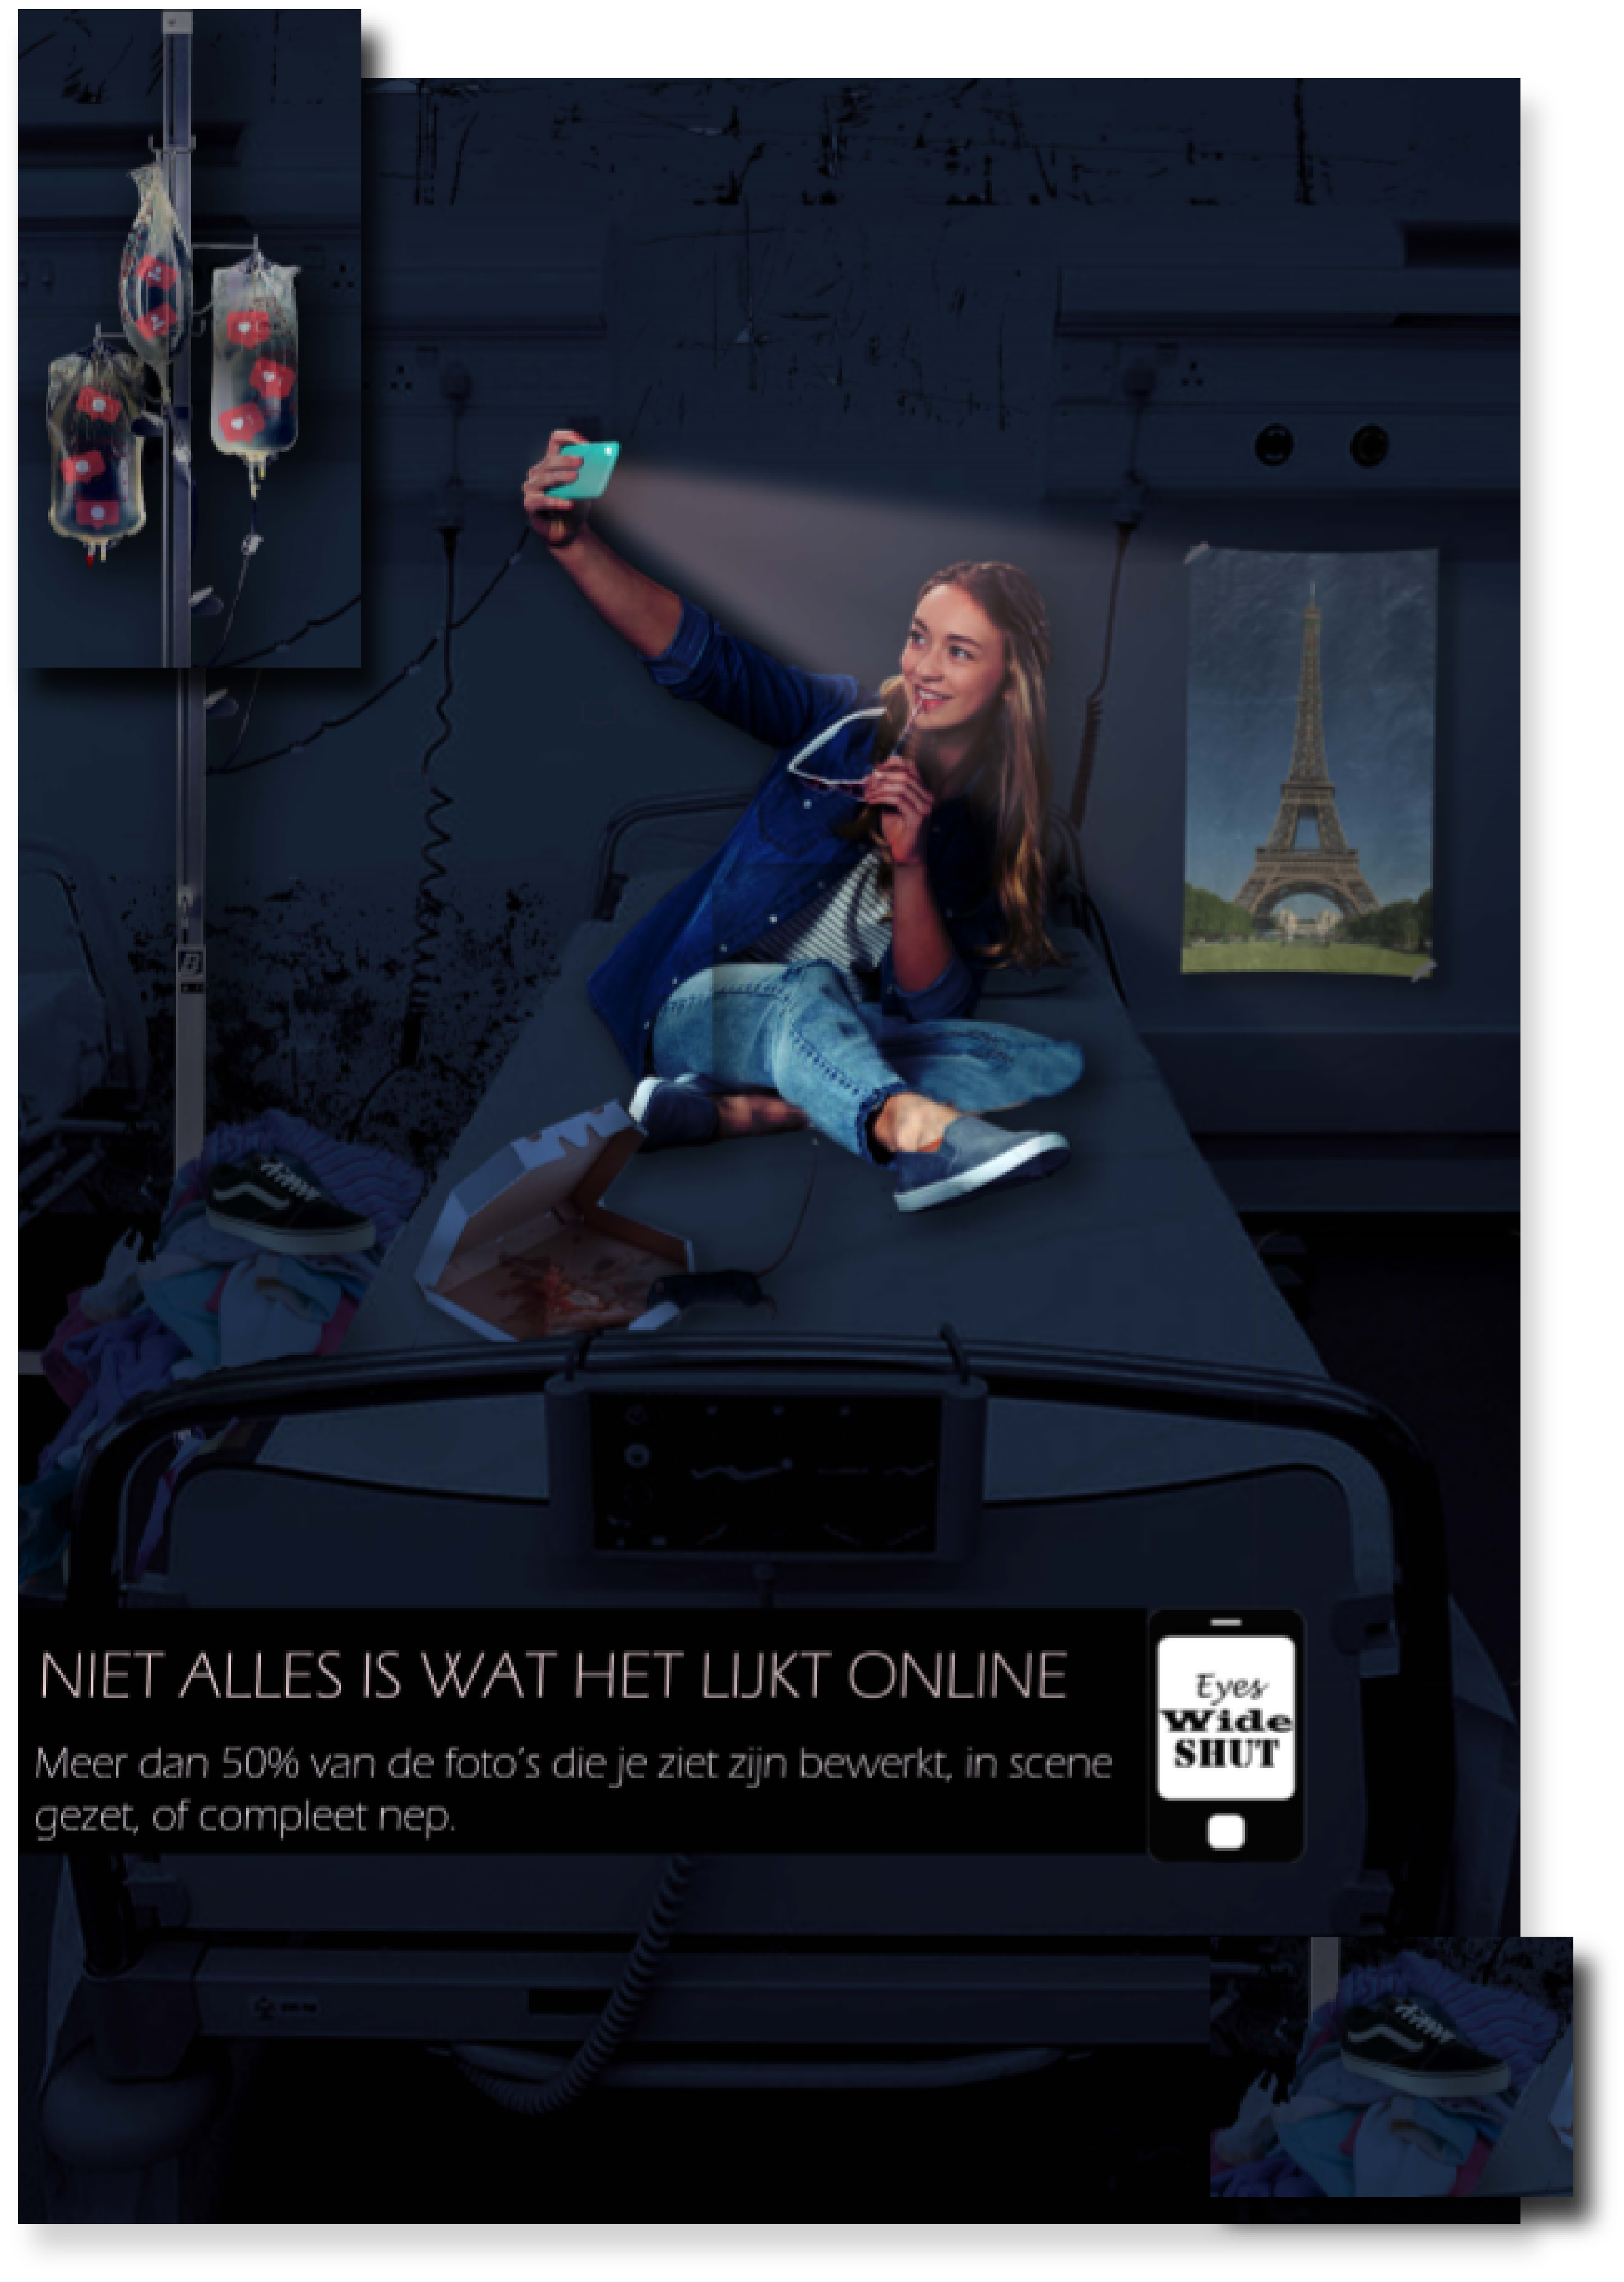 NIET ALLES IS WAT HET LIJKT ONLINE
Meer dan 50% van de foto's die je ziet zijn bewerkt, in scene
gezet, of compleet nep.
Eyes
Wide
SHUT